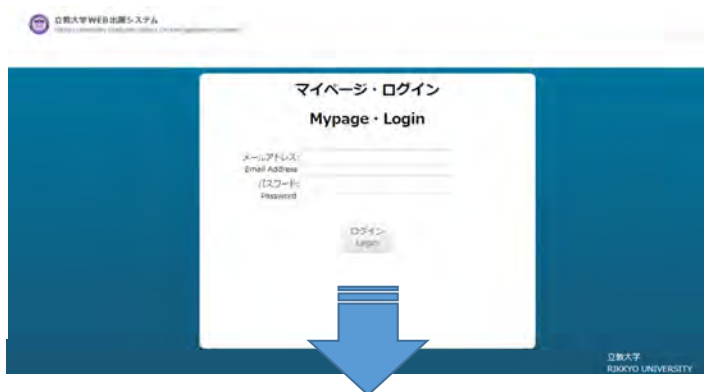 立教大学WEB出願システム
マイページ・ログイン
Mypage・Login
メールアドレス:
Email Address
パスワード:
Password
ログイン
Login
立教大学
RIKKYO UNIVERSITY